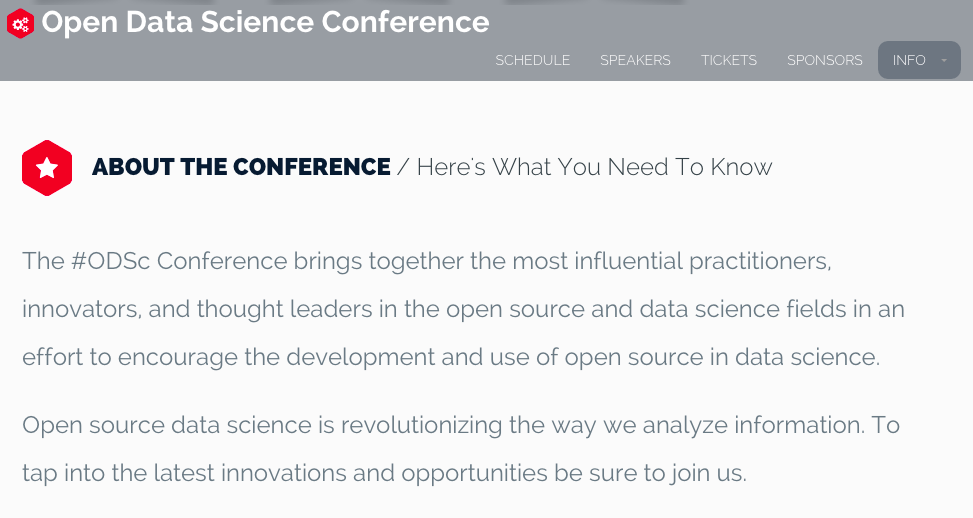 Open Data Science Conference
SCHEDULE SPEAKERS TICKETS SPONSORS INFO
ABOUT THE CONFERENCE / Here's What You Need To Know
The #ODSc Conference brings together the most influential practitioners,
innovators, and thought leaders in the open source and data science fields in an
effort to encourage the development and use of open source in data science.
Open source data science is revolutionizing the way we analyze information. To
tap into the latest innovations and opportunities be sure to join us.